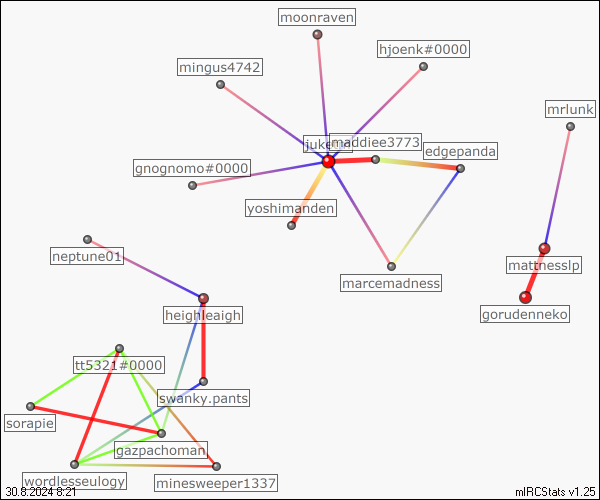 moonraven
hjoenk#0000
mingus4742
mrlunk
maddiee3773
edgepanda
gnognomo#0000
yoshimanden
neptune01
mattnesslp
marcemadness
heighleaigh
gorudenneko
tt5321#0000
swanky.pants
sorapie
gazpachoman
wordlesseulogy
minesweeper1337
30.8.2024 8:21
mIRCStats v1.25